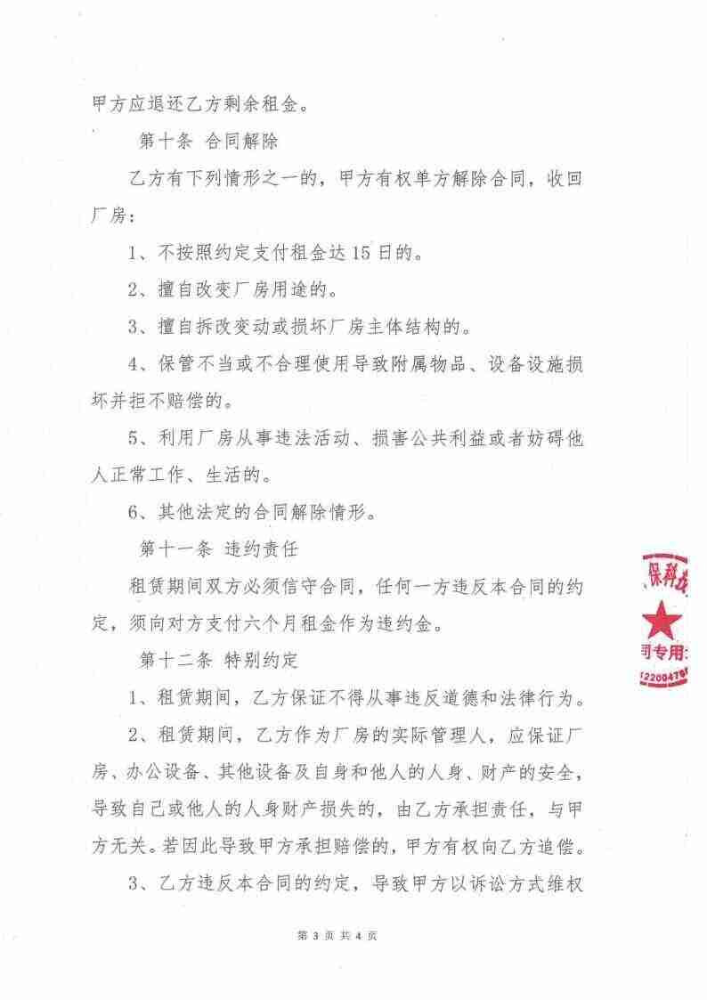 甲方应退还乙方剩余租金。
第十条 合同解除
乙方有下列情形之一的，甲方有权单方解除合同，收回
厂房：
1、不按照约定支付租金达 15 日的。
2、擅自改变厂房用途的。
3、擅自拆改变动或损坏厂房主体结构的。
4、保管不当或不合理使用导致附属物品、设备设施损
坏并拒不赔偿的。
5、利用厂房从事违法活动、损害公共利益或者妨碍他
人正常工作、生活的。
6、其他法定的合同解除情形。
第十一条 违约责任
租赁期间双方必须信守合同，任何一方违反本合同的约
定，须向对方支付六个月租金作为违约金。
第十二条 特别约定
1、租赁期间，乙方保证不得从事违反道德和法律行为。
2、租赁期间，乙方作为厂房的实际管理人，应保证厂
房、办公设备、其他设备及自身和他人的人身、财产的安全，
导致自己或他人的人身财产损失的，由乙方承担责任，与甲
方无关。若因此导致甲方承担赔偿的，甲方有权向乙方追偿。
3、乙方违反本合同的约定，导致甲方以诉讼方式维权
保科技
司专用
12200470
第 3 页 共 4 页